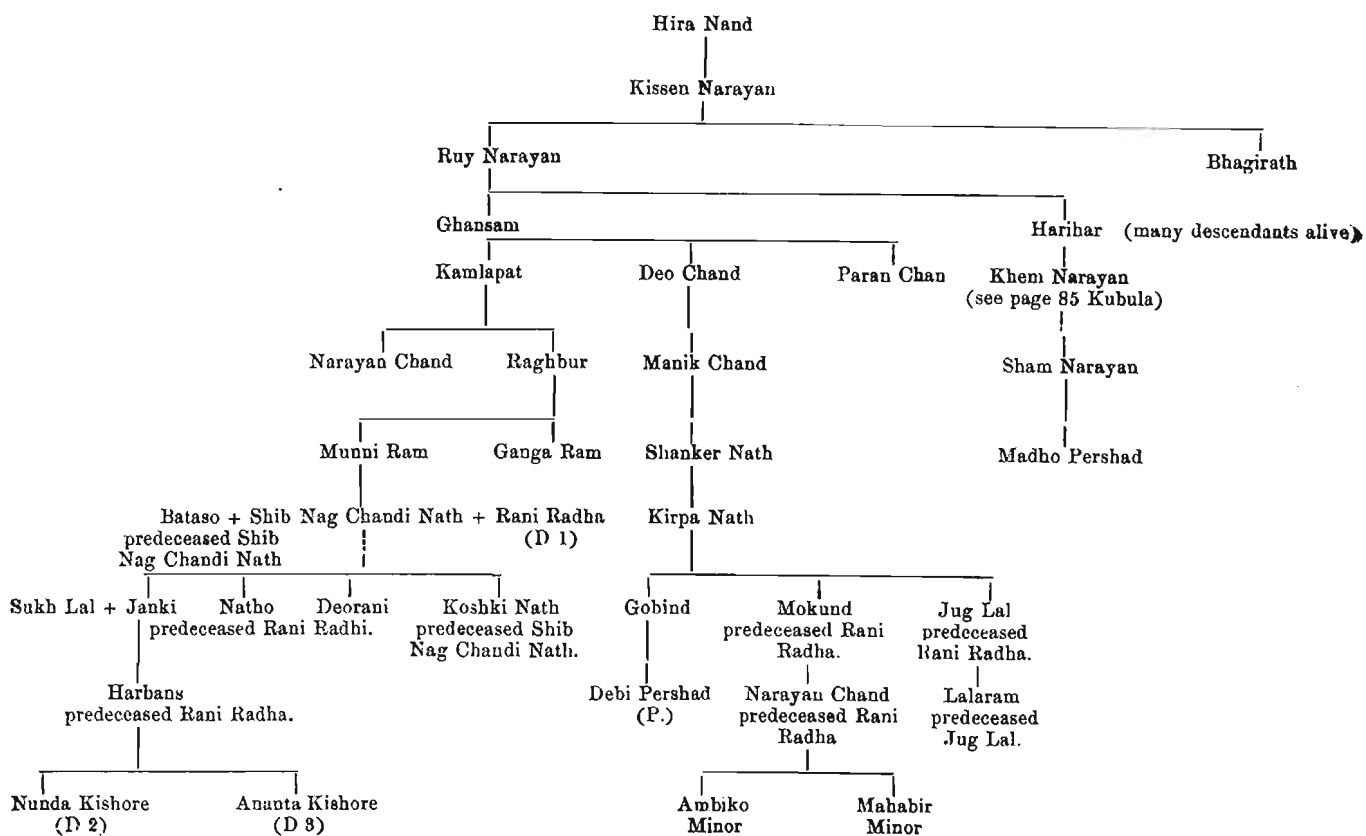 Hira Nand
Kissen Narayan
Ruy Narayan
Bhagirath
Ghansam
Harihar (many descendants alive)
Kamlapat
Deo Chand
Paran Chan
Khem Narayan
(see page 85 Kubula)
Narayan Chand
Raghbur
Manik Chand
Sham Narayan
Munni Ram
Ganga Ram
Shanker Nath
Madho Pershad
Bataso + Shib Nag Chandi Nath + Rani Radha
predeceased Shib
Nag Chandi Nath
(D 1)
Kirpa Nath
Sukh Lal + Janki
Natho
Deorani
predeceased Rani Radhi.
Koshki Nath
predeceased Shib
Nag Chandi Nath.
Gobind
Mokund
predeceased Rani
Radha.
Jug Lal
predeceased
Rani Radha.
Harbans
predeceased Rani Radha.
Debi Pershad
(P.)
Narayan Chand
predeceased Rani
Radha
Lalaram
predeceased
Jug Lal.
Nunda Kishore
(D 2)
Ananta Kishore
(D 3)
Ambiko
Minor
Mahabir
Minor